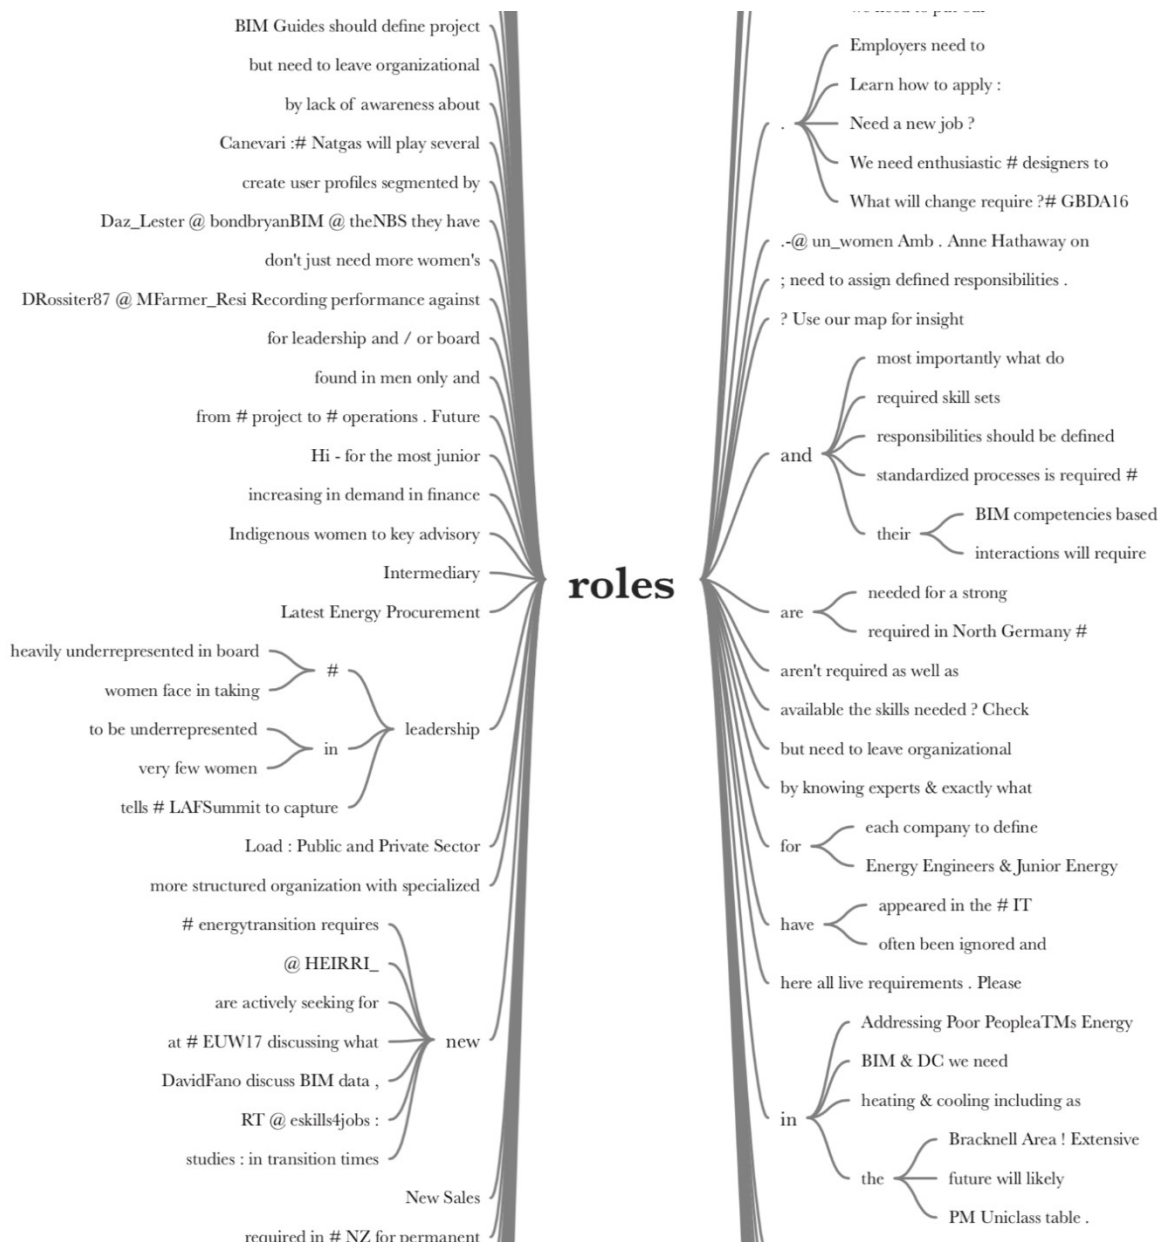 BIM Guides should define project
but need to leave organizational
by lack of awareness about
Canevari :# Natgas will play several
create user profiles segmented by
Daz_Lester @ bondbryanBIM @ theNBS they have
don't just need more women's
DRossiter87 @ MFarmer_Resi Recording performance against
for leadership and / or board
found in men only and
from # project to # operations . Future
Hi - for the most junior
increasing in demand in finance
Indigenous women to key advisory
Intermediary
Latest Energy Procurement
heavily underrepresented in board
women face in taking
#
to be underrepresented
very few women
in
tells # LAFSummit to capture
leadership
Load : Public and Private Sector
more structured organization with specialized
# energytransition requires
@ HEIRRI_
are actively seeking for
at # EUW17 discussing what
DavidFano discuss BIM data ,
RT @ eskills4jobs :
studies : in transition times
new
New Sales
required in # NZ for permanent
roles
.
Employers need to
Learn how to apply :
Need a new job ?
We need enthusiastic # designers to
What will change require ?# GBDA16
.-@ un_women Amb . Anne Hathaway on
; need to assign defined responsibilities .
? Use our map for insight
and
most importantly what do
required skill sets
responsibilities should be defined
standardized processes is required #
their
BIM competencies based
interactions will require
are
needed for a strong
required in North Germany #
aren't required as well as
available the skills needed ? Check
but need to leave organizational
by knowing experts & exactly what
for
each company to define
Energy Engineers & Junior Energy
have
appeared in the # IT
often been ignored and
here all live requirements . Please
in
Addressing Poor PeopleaTMs Energy
BIM & DC we need
heating & cooling including as
the
Bracknell Area ! Extensive
future will likely
PM Uniclass table .